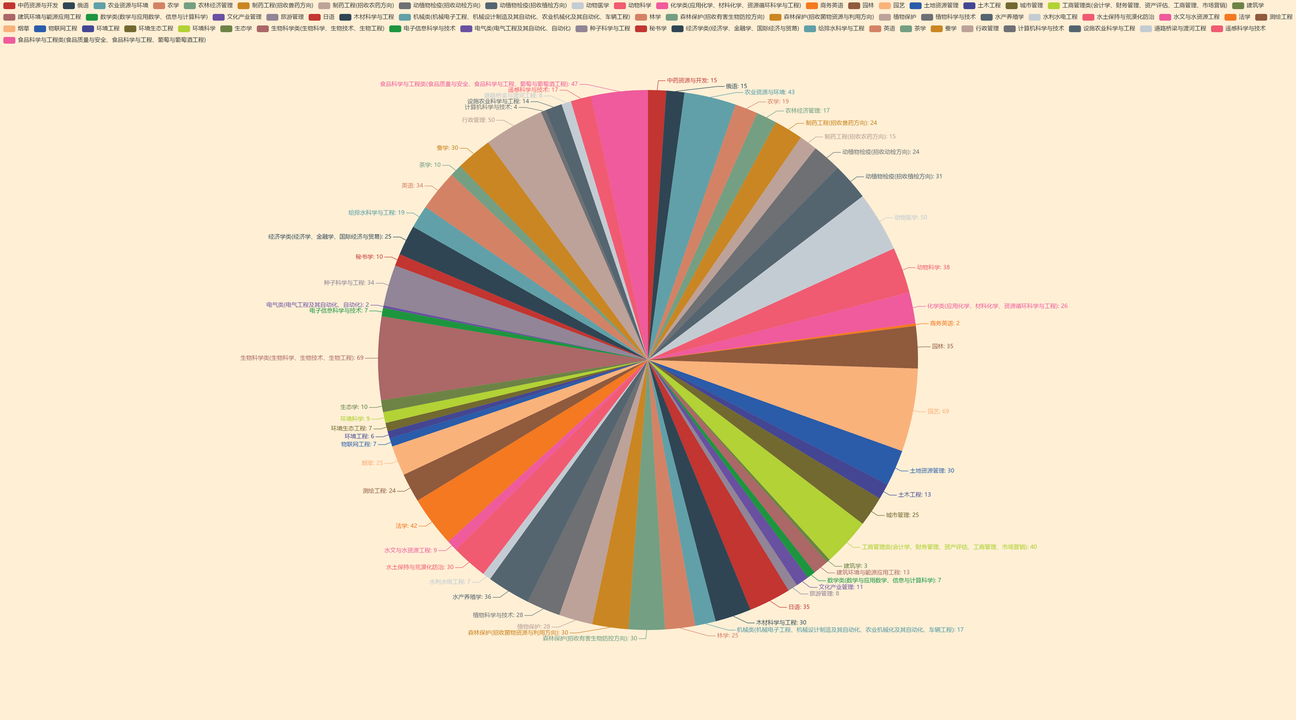 中药资源与开发 俄语 农业资源与环境 农学 农林经济管理 制药工程(招收兽药方向) 制药工程(招收农药方向) 动植物检疫(招收动检方向) 动植物检疫(招收植检方向) 动物医学 动物科学 化学类(应用化学、材料化学、资源循环科学与工程) 商务英语 园林 园艺 土地资源管理 土木工程 城市管理 工商管理类(会计学、财务管理、资产评估、工商管理、市场营销) 建筑学
建筑环境与能源应用工程 数学类(数学与应用数学、信息与计算科学) 文化产业管理 旅游管理 日语 木材科学与工程 机械类(机械电子工程、机械设计制造及其自动化、农业机械化及其自动化、车辆工程) 林学 森林保护(招收有害生物防控方向) 森林保护(招收菌物资源与利用方向) 植物保护 植物科学与技术 水产养殖学 水利水电工程 水土保持与荒漠化防治 水文与水资源工程 法学 测绘工程
烟草 物联网工程 环境工程 环境生态工程 环境科学 生态学 生物科学类(生物科学、生物技术、生物工程) 电子信息科学与技术 电气类(电气工程及其自动化、自动化) 种子科学与工程 秘书学 经济学类(经济学、金融学、国际经济与贸易) 给排水科学与工程 英语 茶学 蚕学 行政管理 计算机科学与技术 设施农业科学与工程 道路桥梁与渡河工程 遥感科学与技术
食品科学与工程类(食品质量与安全、食品科学与工程、葡萄与葡萄酒工程)
中药资源与开发: 15
俄语: 15
农业资源与环境: 43
农学: 19
农林经济管理: 17
制药工程(招收兽药方向): 24
制药工程(招收农药方向): 15
动植物检疫(招收动检方向): 24
动植物检疫(招收植检方向): 31
动物医学: 50
动物科学: 38
化学类(应用化学、材料化学、资源循环科学与工程): 26
商务英语: 2
园林: 35
园艺: 69
土地资源管理: 30
土木工程: 13
城市管理: 25
工商管理类(会计学、财务管理、资产评估、工商管理、市场营销): 40
建筑学: 3
建筑环境与能源应用工程: 13
数学类(数学与应用数学、信息与计算科学): 7
文化产业管理: 11
旅游管理: 8
日语: 35
木材科学与工程: 30
机械类(机械电子工程、机械设计制造及其自动化、农业机械化及其自动化、车辆工程): 17
林学: 25
森林保护(招收有害生物防控方向): 30
森林保护(招收菌物资源与利用方向): 30
植物保护: 28
植物科学与技术: 28
水产养殖学: 36
水利水电工程: 7
水土保持与荒漠化防治: 30
水文与水资源工程: 9
法学: 42
测绘工程: 24
烟草: 25
物联网工程: 7
环境工程: 6
环境生态工程: 7
环境科学: 9
生态学: 10
生物科学类(生物科学、生物技术、生物工程): 69
电子信息科学与技术: 7
电气类(电气工程及其自动化、自动化): 2
种子科学与工程: 34
秘书学: 10
经济学类(经济学、金融学、国际经济与贸易): 25
给排水科学与工程: 19
英语: 34
茶学: 10
蚕学: 30
行政管理: 50
计算机科学与技术: 4
设施农业科学与工程: 14
道路桥梁与渡河工程:
遥感科学与技术: 17
食品科学与工程类(食品质量与安全、食品科学与工程、葡萄与葡萄酒工程): 47